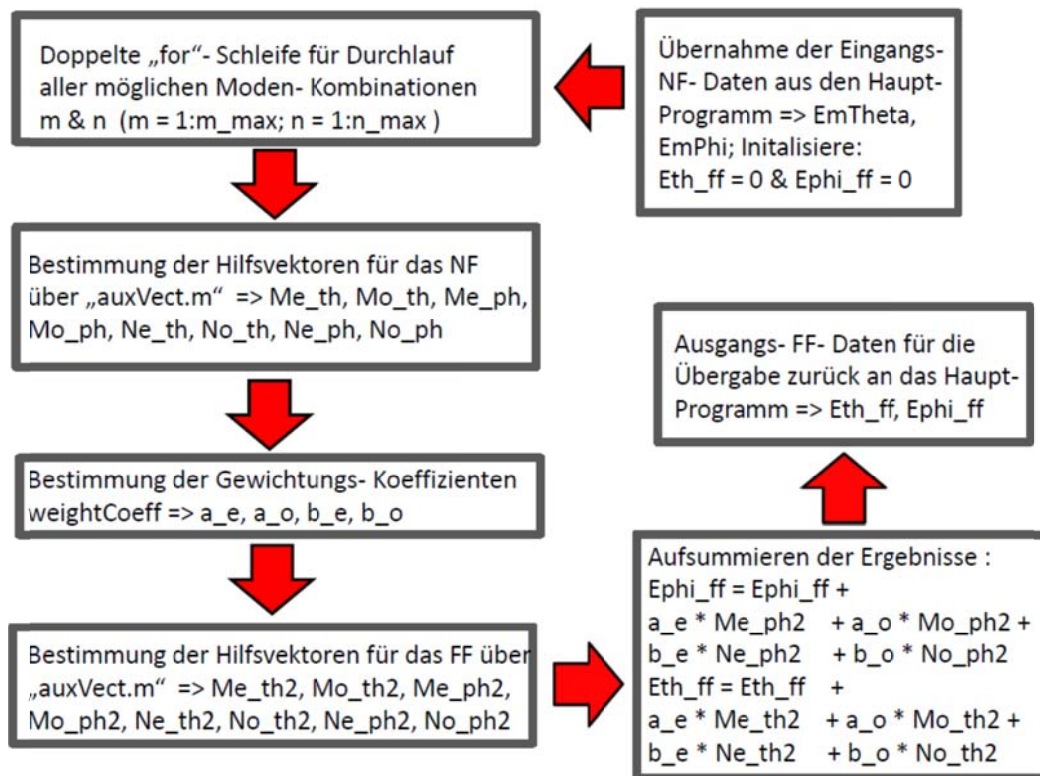 Übernahme der Eingangs-
NF- Daten aus den Haupt-
Programm => EmTheta,
EmPhi; Initalisiere:
Eth_ff = 0 & Ephi_ff = 0
Doppelte „for"- Schleife für Durchlauf
aller möglichen Moden- Kombinationen
m & n (m = 1:m_max; n = 1:n_max )
Bestimmung der Hilfsvektoren für das NF
über „auxVect.m" => Me_th, Mo_th, Me_ph,
Mo_ph, Ne_th, No_th, Ne_ph, No_ph
Bestimmung der Gewichtungs- Koeffizienten
weightCoeff => a_e, a_o, b_e, b_o
Bestimmung der Hilfsvektoren für das FF über
„auxVect.m" => Me_th2, Mo_th2, Me_ph2,
Mo_ph2, Ne_th2, No_th2, Ne_ph2, No_ph2
Aufsummieren der Ergebnisse :
Ephi_ff = Ephi_ff +
a_e * Me_ph2 + a_o * Mo_ph2 +
b_e * Ne_ph2 + b_o * No_ph2
Eth_ff = Eth_ff +
a_e * Me_th2 + a_o * Mo_th2 +
b_e * Ne_th2 + b_o * No_th2
Ausgangs- FF- Daten für die
Übergabe zurück an das Haupt-
Programm => Eth_ff, Ephi_ff